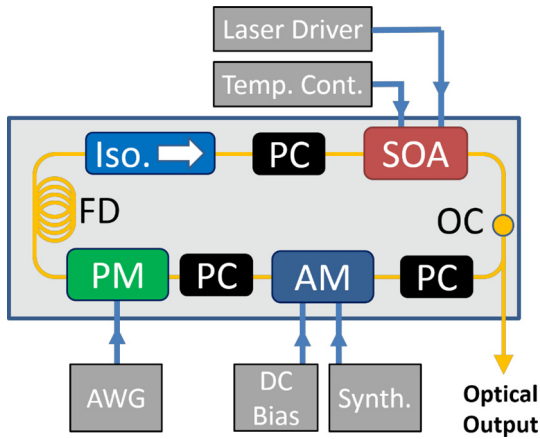 Laser Driver
Temp. Cont.
Iso.
PC
SOA
FD
OC
PM
PC
AM
PC
AWG
DC
Bias
Synth.
Optical
Output